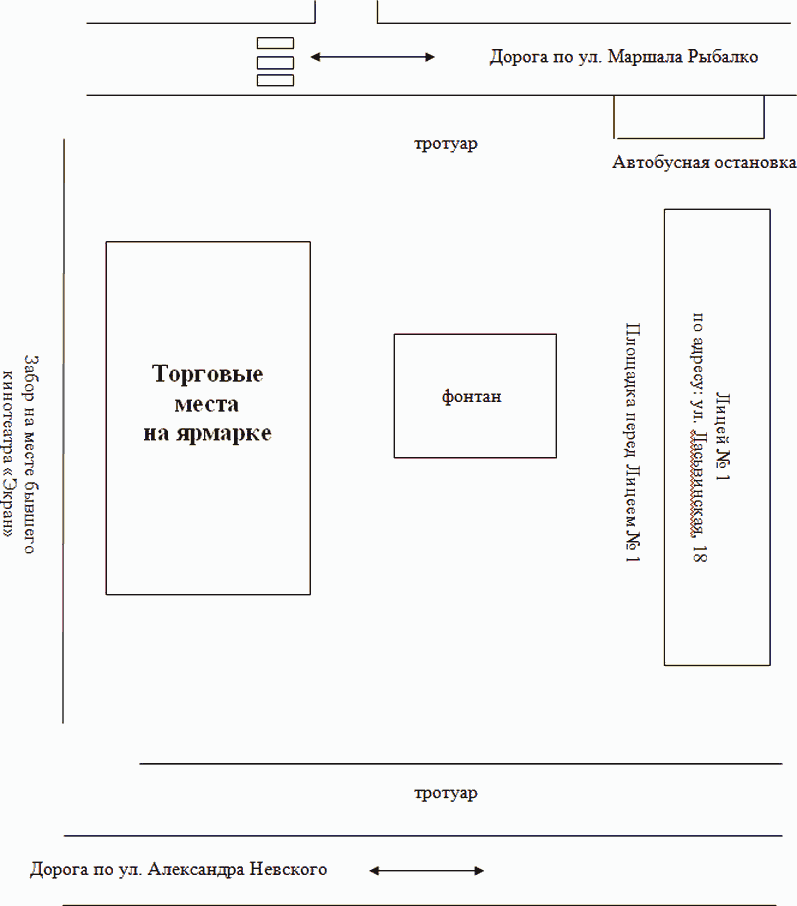 Дорога по ул. Маршала Рыбалко
тротуар
Автобусная остановка
Забор на месте бывшего
кинотеатра «Экран»
Торговые
места
на ярмарке
фонтан
Площадка перед Лицеем № 1
Лицей № 1
по адресу: ул. Ласьвинская, 18
тротуар
Дорога по ул. Александра Невского